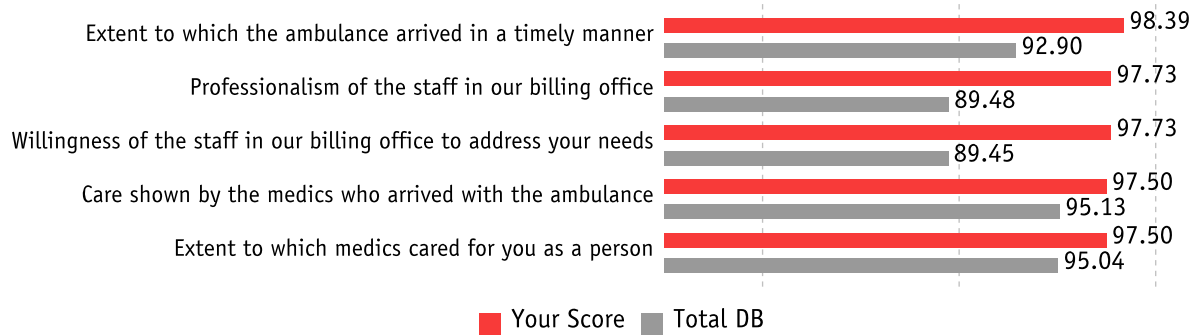 Extent to which the ambulance arrived in a timely manner 98.39
92.90
Professionalism of the staff in our billing office 97.73
89.48
Willingness of the staff in our billing office to address your needs 97.73
89.45
Care shown by the medics who arrived with the ambulance 97.50
95.13
Extent to which medics cared for you as a person 97.50
95.04
Your Score Total DB